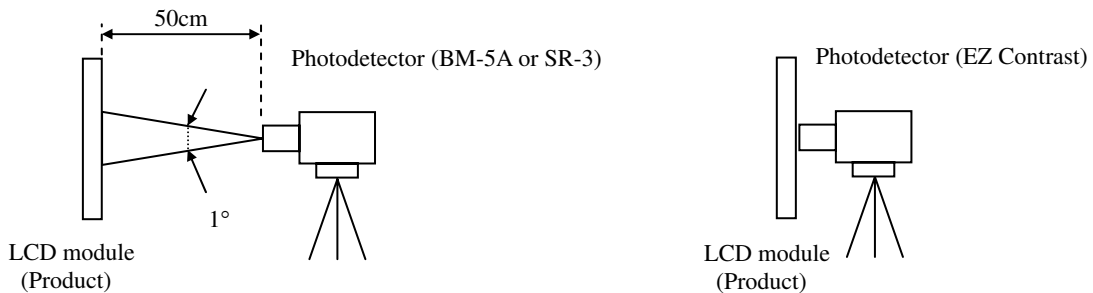 50cm
Photodetector (BM-5A or SR-3)
1°
LCD module
(Product)
Photodetector (EZ Contrast)
LCD module
(Product)